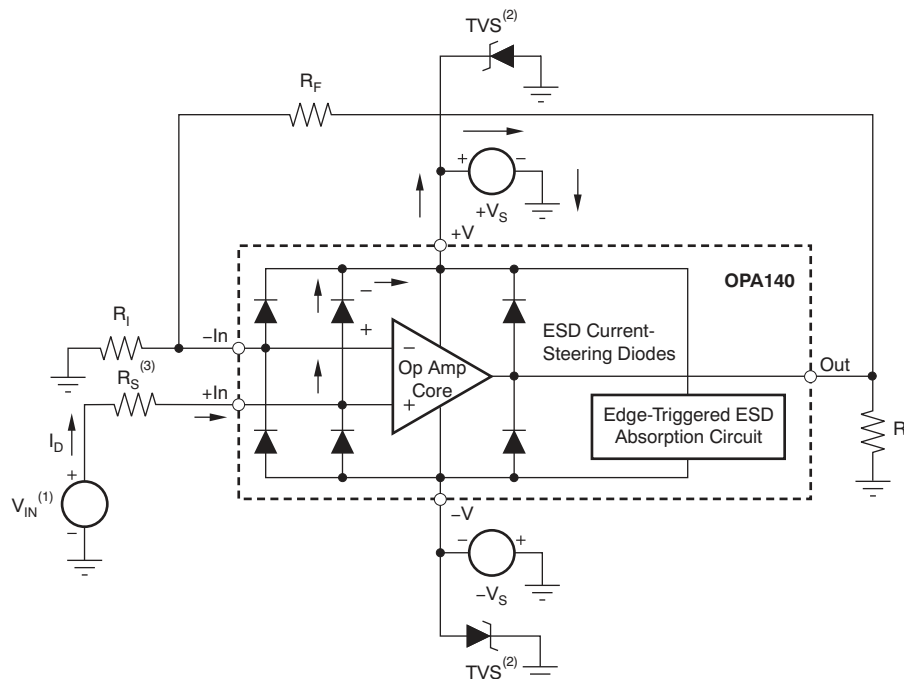 TVS(2)
RF
+ −
+VS
+V
OPA140
−
+
RI
−In
−
ESD Current-
Steering Diodes
Op Amp
Core
Out
(3)
RS
+In
+
Edge-Triggered ESD
Absorption Circuit
R
ID
+
VIN(1)
−
−V
− +
−VS
TVS(2)